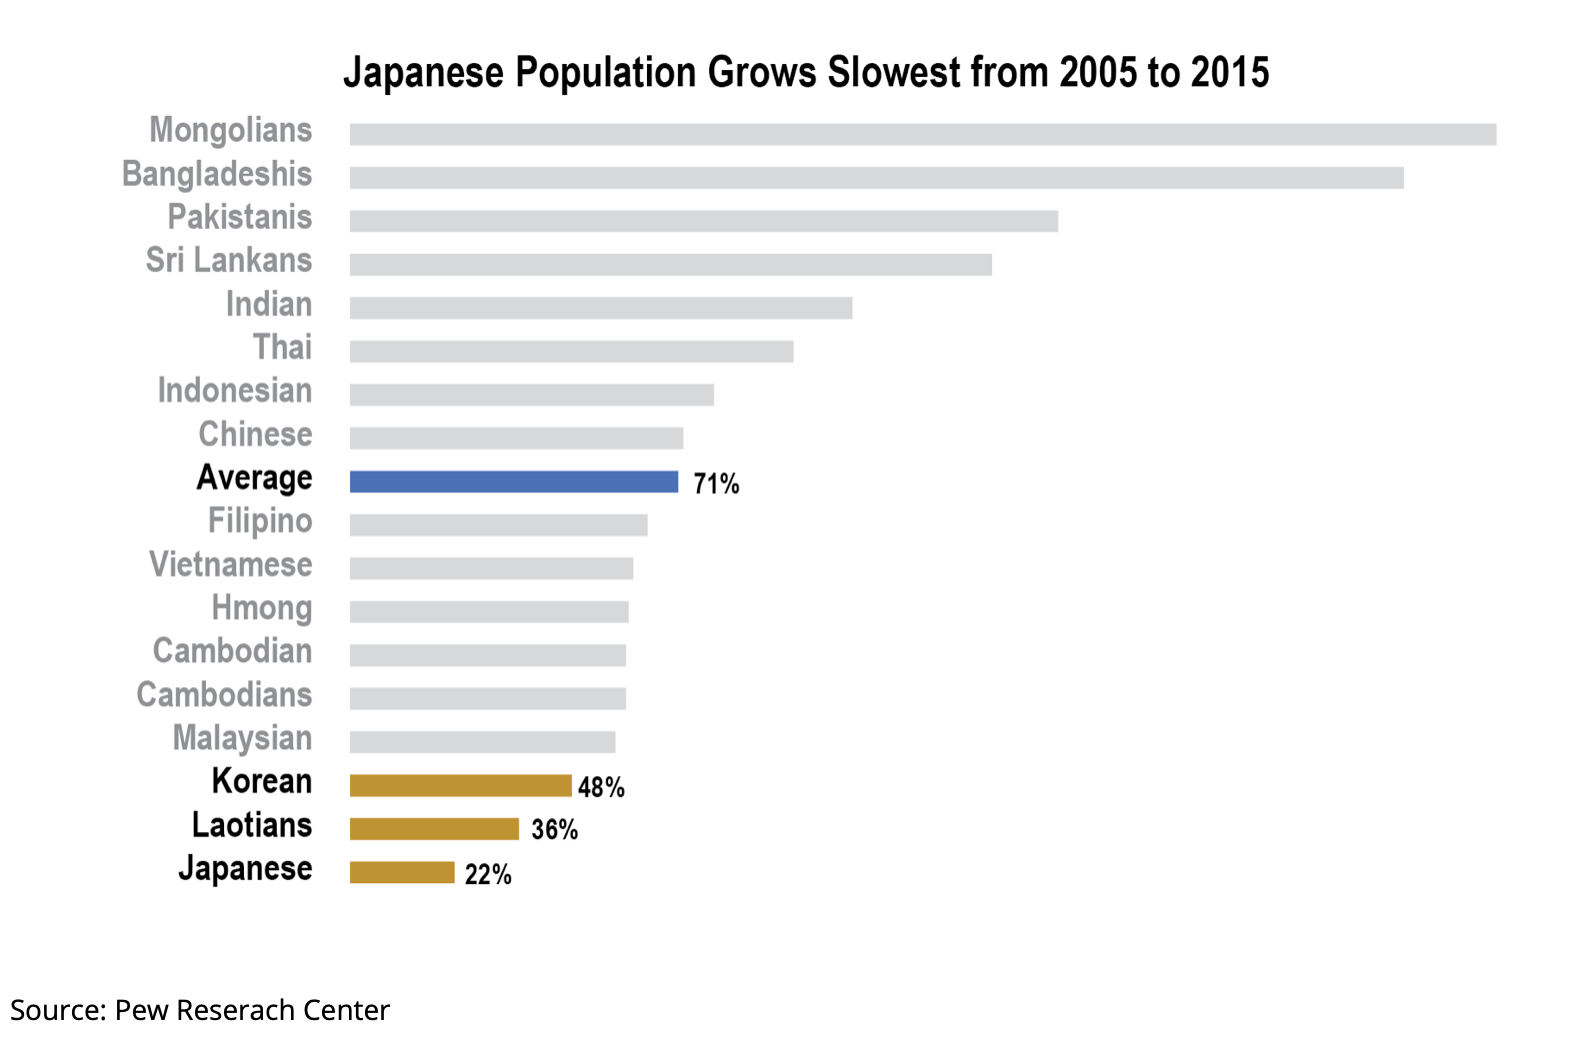 Japanese Population Grows Slowest from 2005 to 2015
Mongolians
Bangladeshis
Pakistanis
Sri Lankans
Indian
Thai
Indonesian
Chinese
Average 71%
Filipino
Vietnamese
Hmong
Cambodian
Cambodians
Malaysian
Korean 48%
Laotians 36%
Japanese 22%
Source: Pew Reserach Center